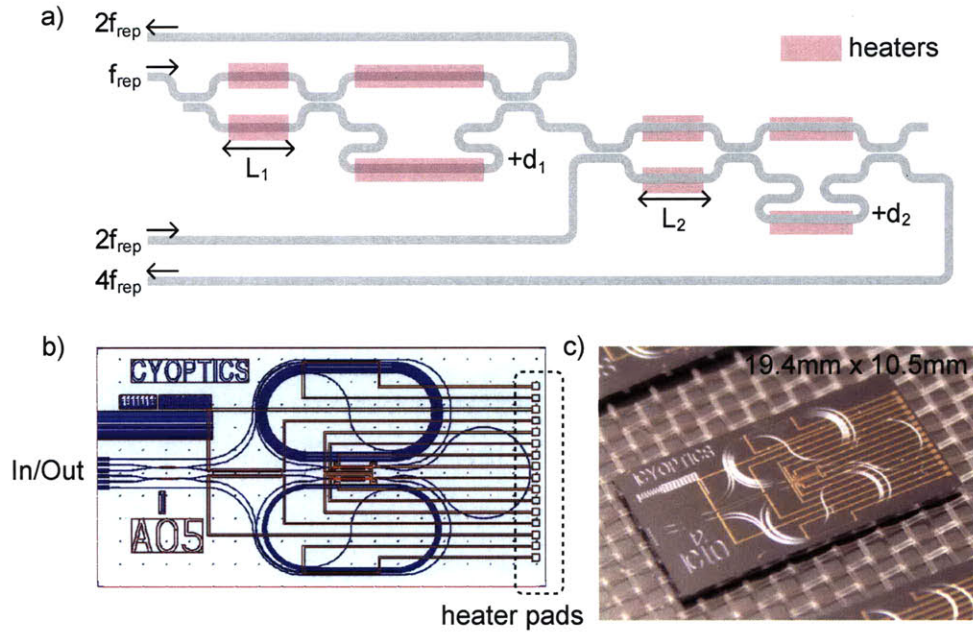 a)
2f_rep
f_rep
heaters
L_1
+d_1
2f_rep
L_2
+d_2
4f_rep
b)
CYOPTICS
In/Out
A05
heater pads
c)
19.4mm x 10.5mm
CYOPTICS